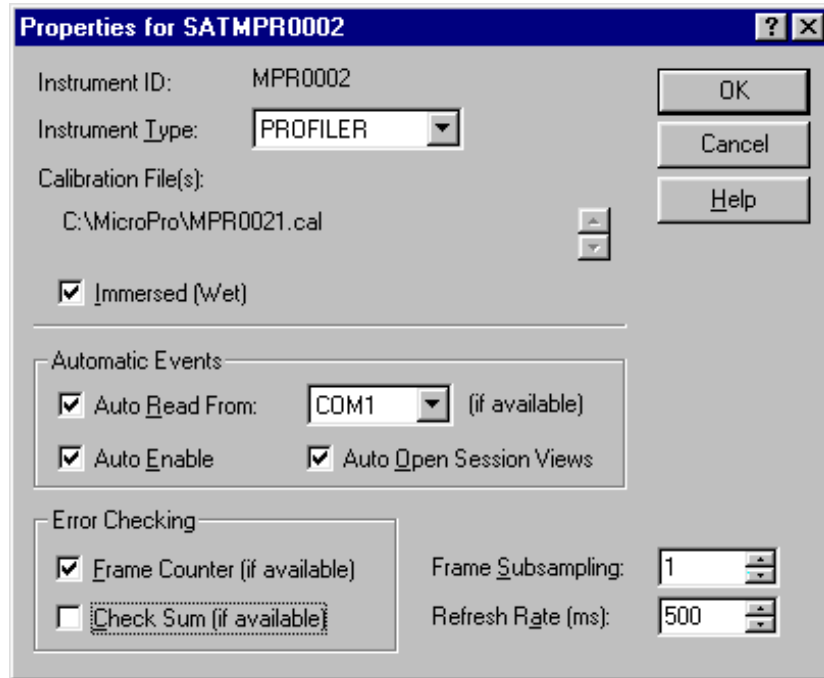 Properties for SATMPR0002
Instrument ID: MPR0002
OK
Instrument Type: PROFILER
Cancel
Calibration File(s):
Help
C:\MicroPro\MPR0021.cal
Immersed (Wet)
Automatic Events
Auto Read From: COM1 (if available)
Auto Enable Auto Open Session Views
Error Checking
Frame Counter (if available) Frame Subsampling: 1
Check Sum (if available) Refresh Rate (ms): 500